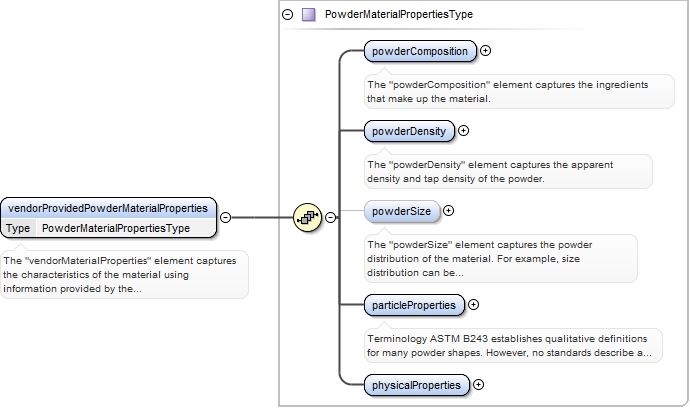 PowderMaterialPropertiesType
powderComposition
The "powderComposition" element captures the ingredients
that make up the material.
powderDensity
The "powderDensity" element captures the apparent
density and tap density of the powder.
vendorProvidedPowderMaterialProperties
Type PowderMaterialPropertiesType
The "vendorMaterialProperties" element captures
the characteristics of the material using
information provided by the...
powderSize
The "powderSize" element captures the powder
distribution of the material. For example, size
distribution can be...
particleProperties
Terminology ASTM B243 establishes qualitative definitions
for many powder shapes. However, no standards describe a...
physicalProperties